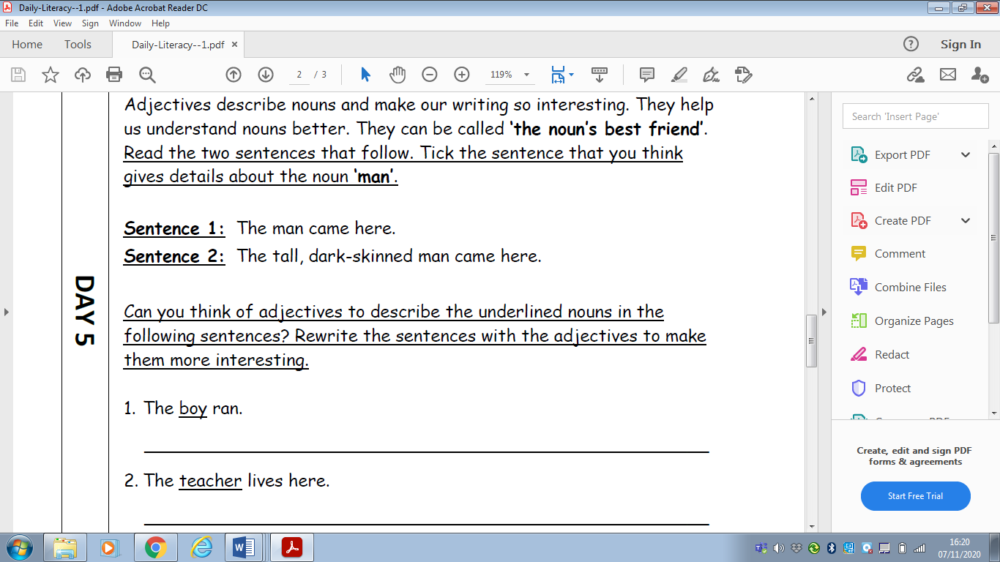 Daily-Literacy--1.pdf - Adobe Acrobat Reader DC
File Edit View Sign Window Help
Home Tools Daily-Literacy--1.pdf × ? Sign In
2 / 3 119%
Adjectives describe nouns and make our writing so interesting. They help
us understand nouns better. They can be called ‘the noun’s best friend’.
Read the two sentences that follow. Tick the sentence that you think
gives details about the noun ‘man’.
Sentence 1: The man came here.
Sentence 2: The tall, dark-skinned man came here.
DAY 5
Can you think of adjectives to describe the underlined nouns in the
following sentences? Rewrite the sentences with the adjectives to make
them more interesting.
1. The boy ran.
2. The teacher lives here.
Search 'Insert Page'
Export PDF
Edit PDF
Create PDF
Comment
Combine Files
Organize Pages
Redact
Protect
Create, edit and sign PDF
forms & agreements
Start Free Trial
16:20
07/11/2020